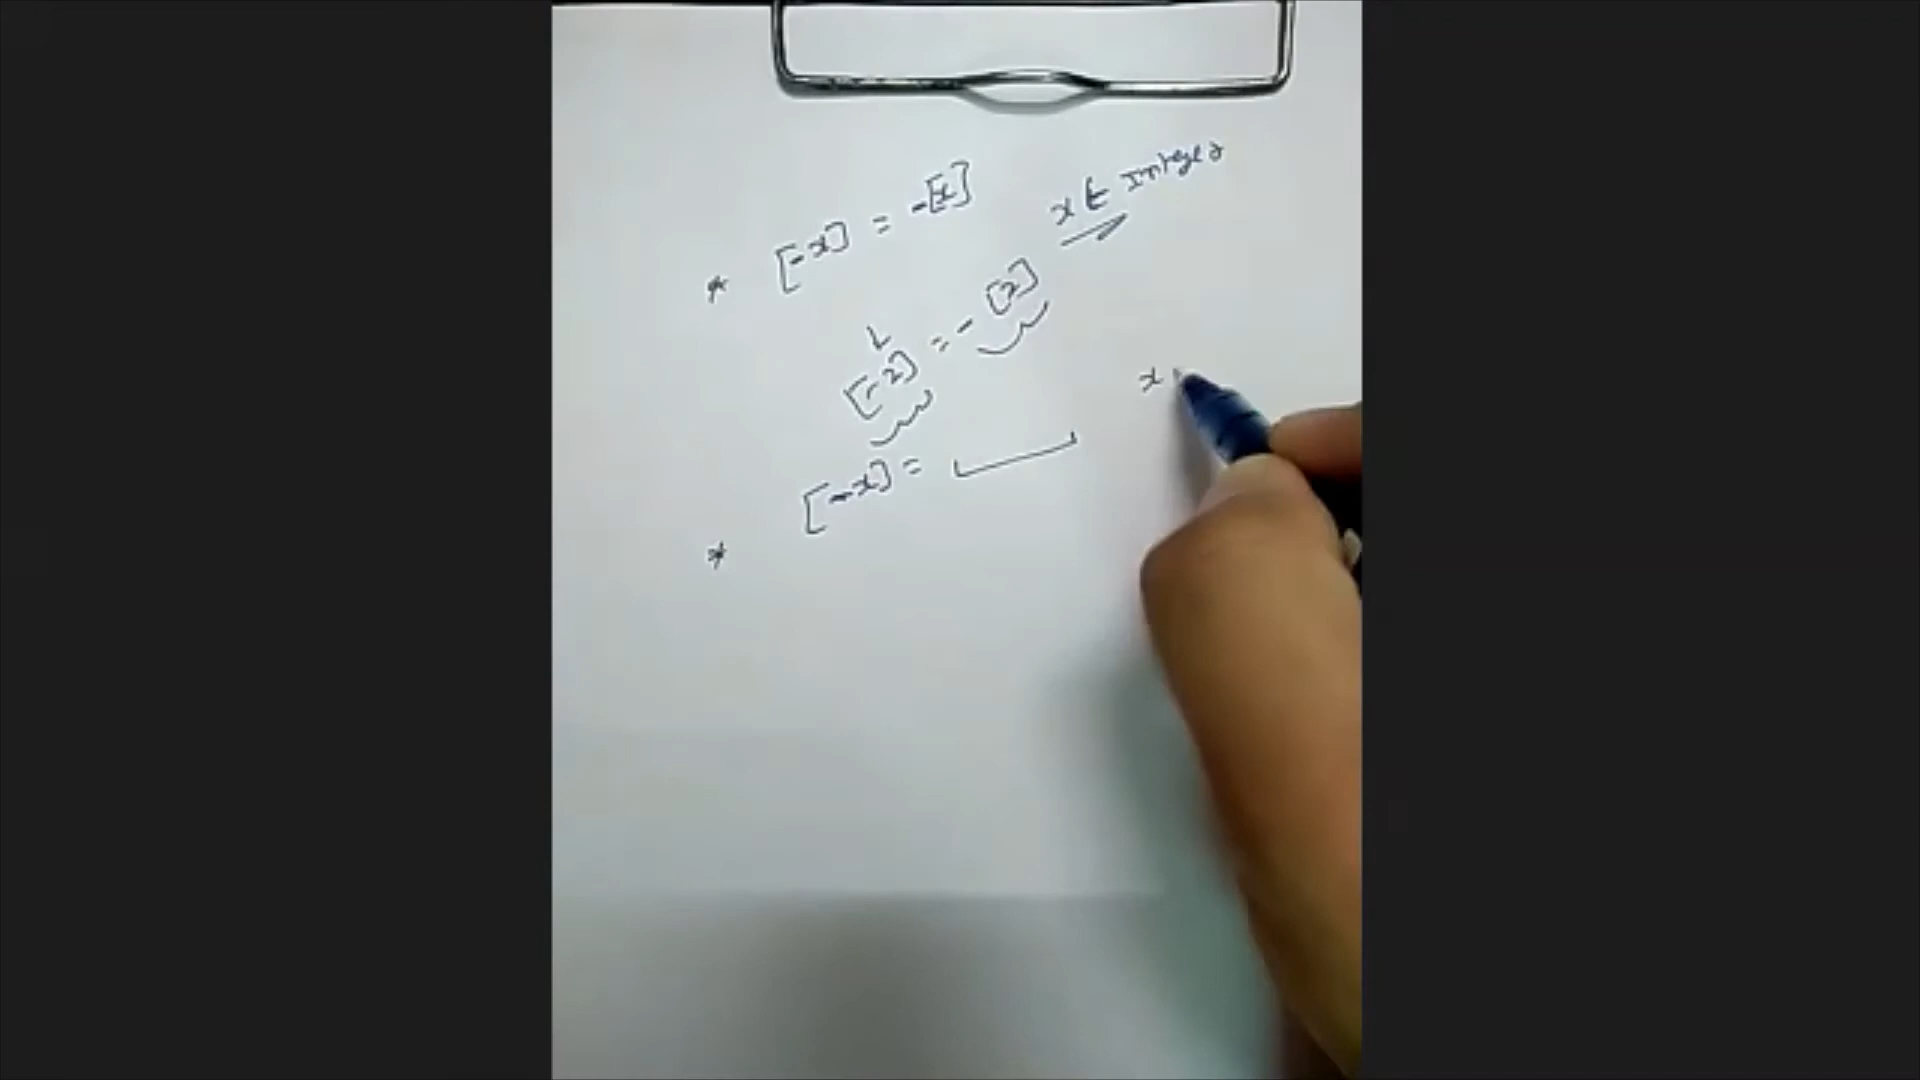 * [-x] = -[x] x ∈ Integer
[-2] = -[2]
* [-x] =
x